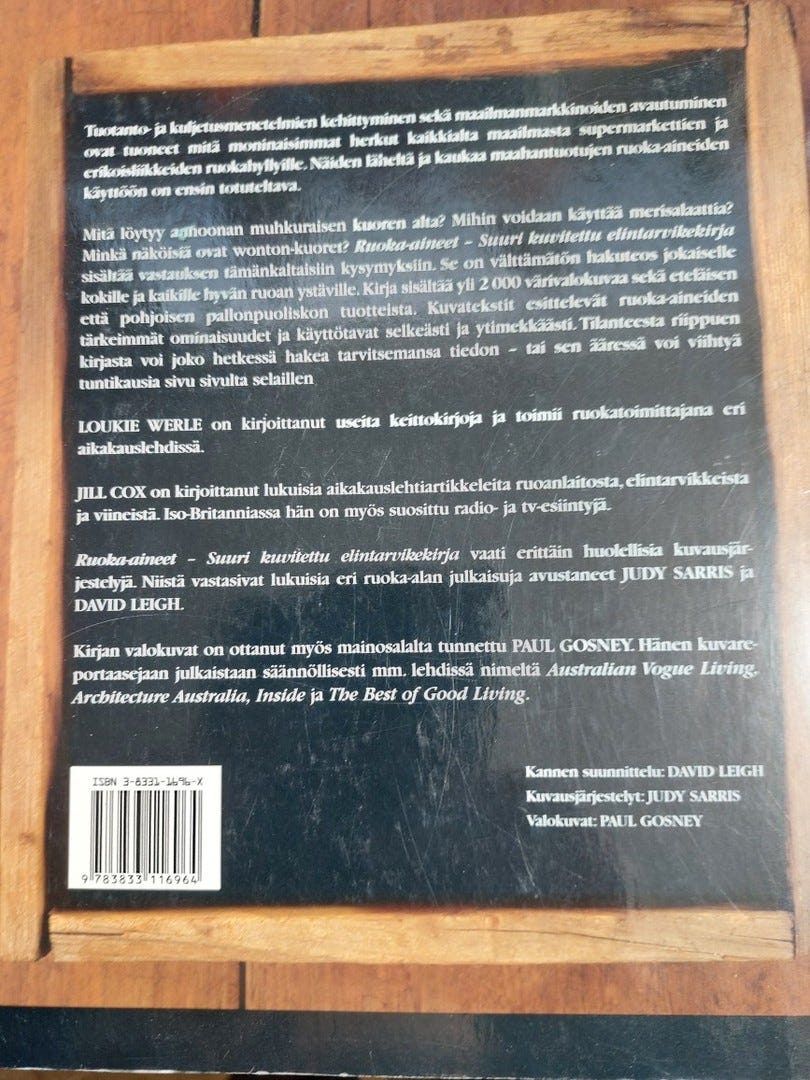 Tuotanto- ja kuljetusmenetelmien kehittyminen sekä maailmanmarkkinoiden avautuminen
ovat tuoneet mitä moninaisimmat herkut kaikkialta maailmasta supermarkettien ja
erikoisliikkeiden ruokahyllyille. Näiden läheltä ja kaukaa maahantuotujen ruoka-aineiden
käyttöön on ensin totuteltava.
Mitä löytyy annoonan muhkuraisen kuoren alta? Mihin voidaan käyttää merisalaattia?
Minkä näköisiä ovat wonton-kuoret? Ruoka-aineet – Suuri kuvitettu elintarvikekirja
sisältää vastauksen tämänkaltaisiin kysymyksiin. Se on välttämätön hakuteos jokaiselle
kokille ja kaikille hyvän ruoan ystäville. Kirja sisältää yli 2 000 värivalokuvaa sekä eteläisen
että pohjoisen pallonpuoliskon tuotteista. Kuvatekstit esittelevät ruoka-aineiden
tärkeimmät ominaisuudet ja käyttötavat selkeästi ja ytimekkäästi. Tilanteesta riippuen
kirjasta voi joko hetkessä hakea tarvitsemansa tiedon – tai sen ääressä voi viihtyä
tuntikausia sivu sivulta selaillen
LOUKIE WERLE on kirjoittanut useita keittokirjoja ja toimii ruokatoimittajana eri
aikakauslehdissä.
JILL COX on kirjoittanut lukuisia aikakauslehtiartikkeleita ruoanlaitosta, elintarvikkeista
ja viineistä. Iso-Britanniassa hän on myös suosittu radio- ja tv-esiintyjä.
Ruoka-aineet – Suuri kuvitettu elintarvikekirja vaati erittäin huolellisia kuvausjär-
jestelyjä. Niistä vastasivat lukuisia eri ruoka-alan julkaisuja avustaneet JUDY SARRIS ja
DAVID LEIGH.
Kirjan valokuvat on ottanut myös mainosalalta tunnettu PAUL GOSNEY. Hänen kuvare-
portaasejaan julkaistaan säännöllisesti mm. lehdissä nimeltä Australian Vogue Living,
Architecture Australia, Inside ja The Best of Good Living.
ISBN 3-8331-1696-X
9 783833 116964
Kannen suunnittelu: DAVID LEIGH
Kuvausjärjestelyt: JUDY SARRIS
Valokuvat: PAUL GOSNEY